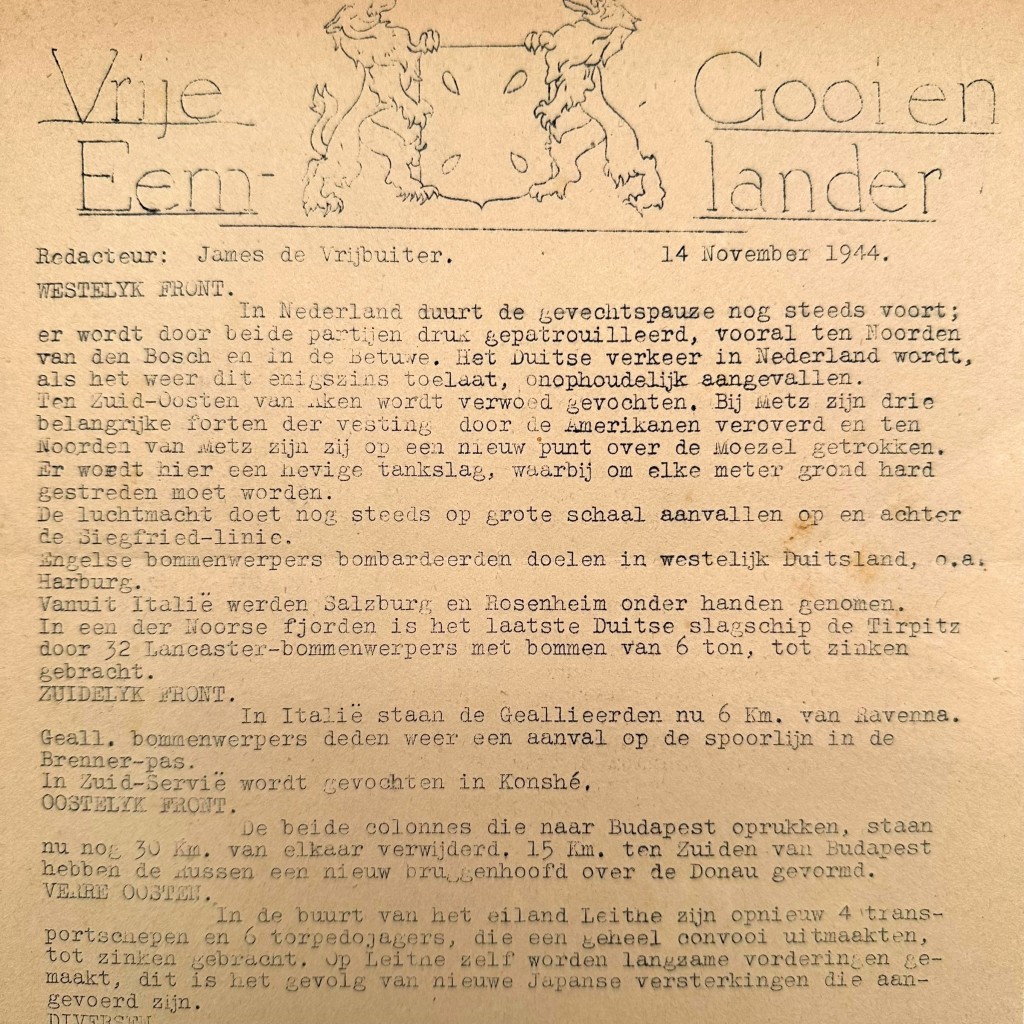 Vrije Gooi en
Eem- lander
Redacteur: James de Vrijbuiter. 14 November 1944.
WESTELYK FRONT.
In Nederland duurt de gevechtspauze nog steeds voort;
er wordt door beide partijen druk gepatrouilleerd, vooral ten Noorden
van den Bosch en in de Betuwe. Het Duitse verkeer in Nederland wordt,
als het weer dit enigszins toelaat, onophoudelijk aangevallen.
Ten Zuid-Oosten van Aken wordt verwoed gevochten. Bij Metz zijn drie
belangrijke forten der vesting door de Amerikanen veroverd en ten
Noorden van Metz zijn zij op een nieuw punt over de Moezel getrokken.
Er wordt hier een hevige tankslag, waarbij om elke meter grond hard
gestreden moet worden.
De luchtmacht doet nog steeds op grote schaal aanvallen op en achter
de Siegfried-linie.
Engelse bommenwerpers bombardeerden doelen in westelijk Duitsland, o.a.
Harburg.
Vanuit Italië werden Salzburg en Rosenheim onder handen genomen.
In een der Noorse fjorden is het laatste Duitse slagschip de Tirpitz
door 32 Lancaster-bommenwerpers met bommen van 6 ton, tot zinken
gebracht.
ZUIDELYK FRONT.
In Italië staan de Geallieerden nu 6 Km. van Ravenna.
Geall. bommenwerpers deden weer een aanval op de spoorlijn in de
Brenner-pas.
In Zuid-Servië wordt gevochten in Konshé.
OOSTELYK FRONT.
De beide colonnes die naar Budapest oprukken, staan
nu nog 30 Km. van elkaar verwijderd. 15 Km. ten Zuiden van Budapest
hebben de Russen een nieuw bruggenhoofd over de Donau gevormd.
VERRE OOSTEN.
In de buurt van het eiland Leithe zijn opnieuw 4 trans-
portschepen en 6 torpedojagers, die een geheel convooi uitmaakten,
tot zinken gebracht. Op Leithe zelf worden langzame vorderingen ge-
maakt, dit is het gevolg van nieuwe Japanse versterkingen die aan-
gevoerd zijn.
DIVERSEN